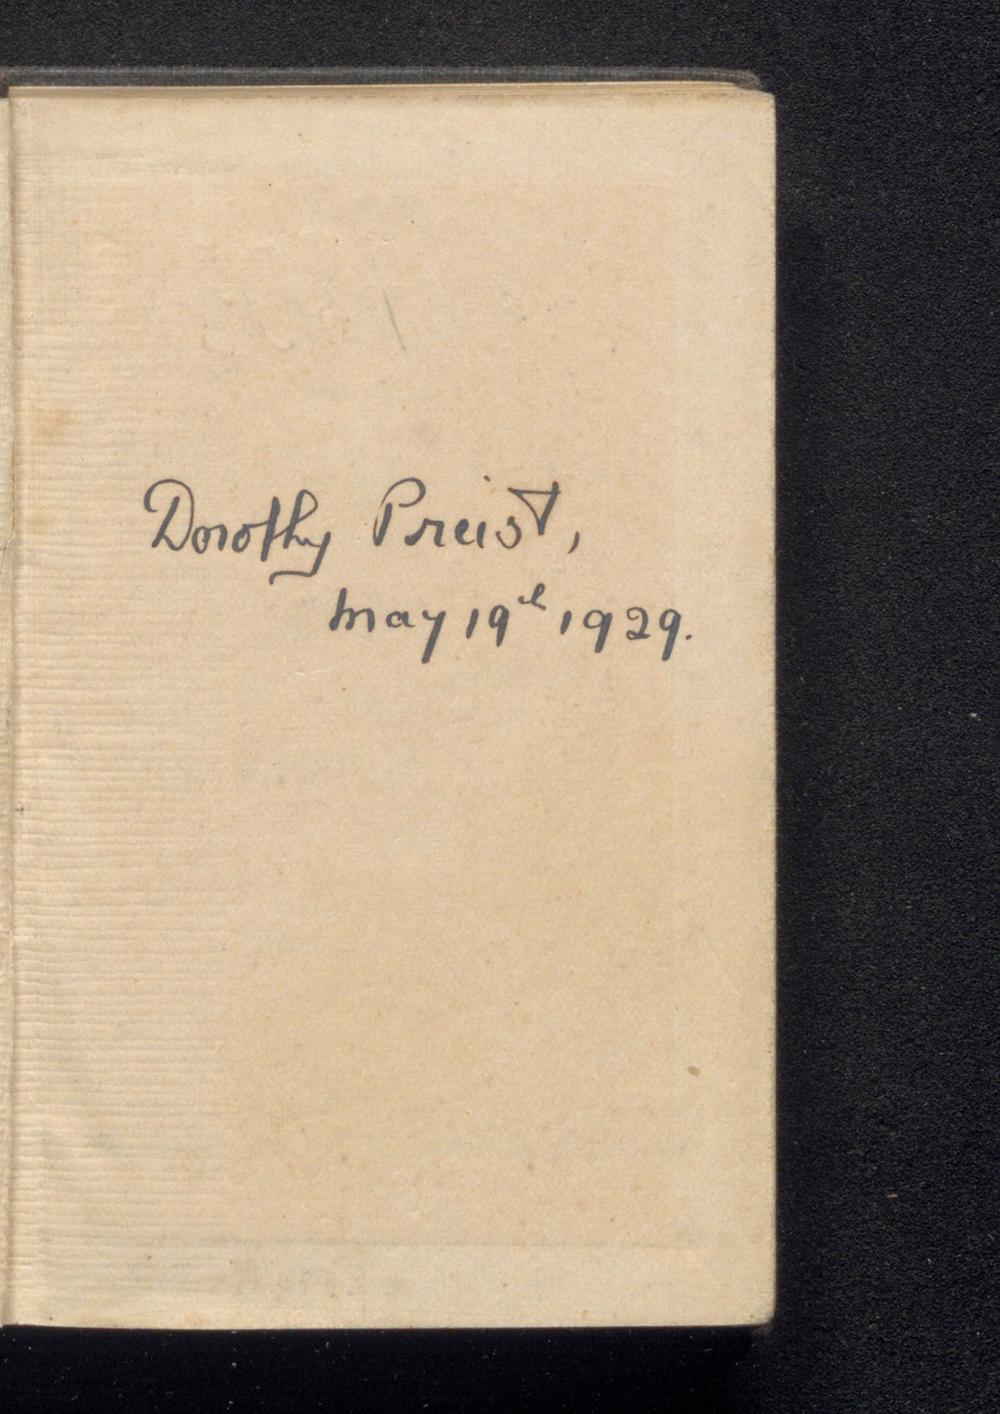 Dorothy Preist,
May 19th 1929.